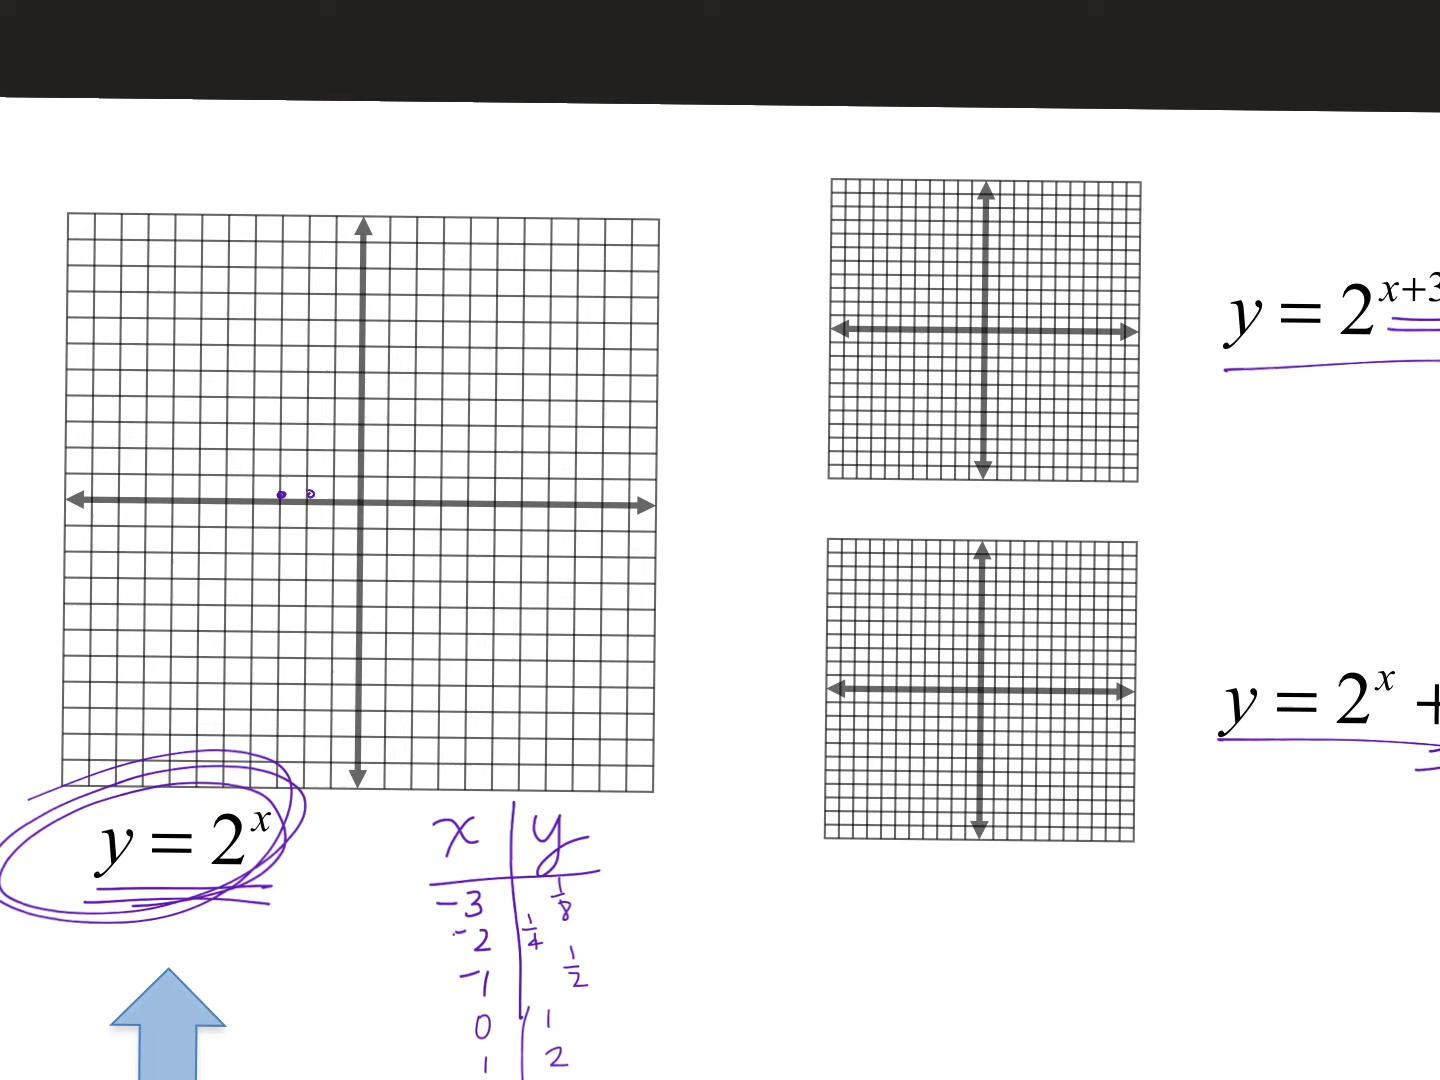 y = 2^{x+3}
y = 2^x +
y = 2^x
x | y
-3 | 1/8
-2 | 1/4
-1 | 1/2
0 | 1
1 | 2